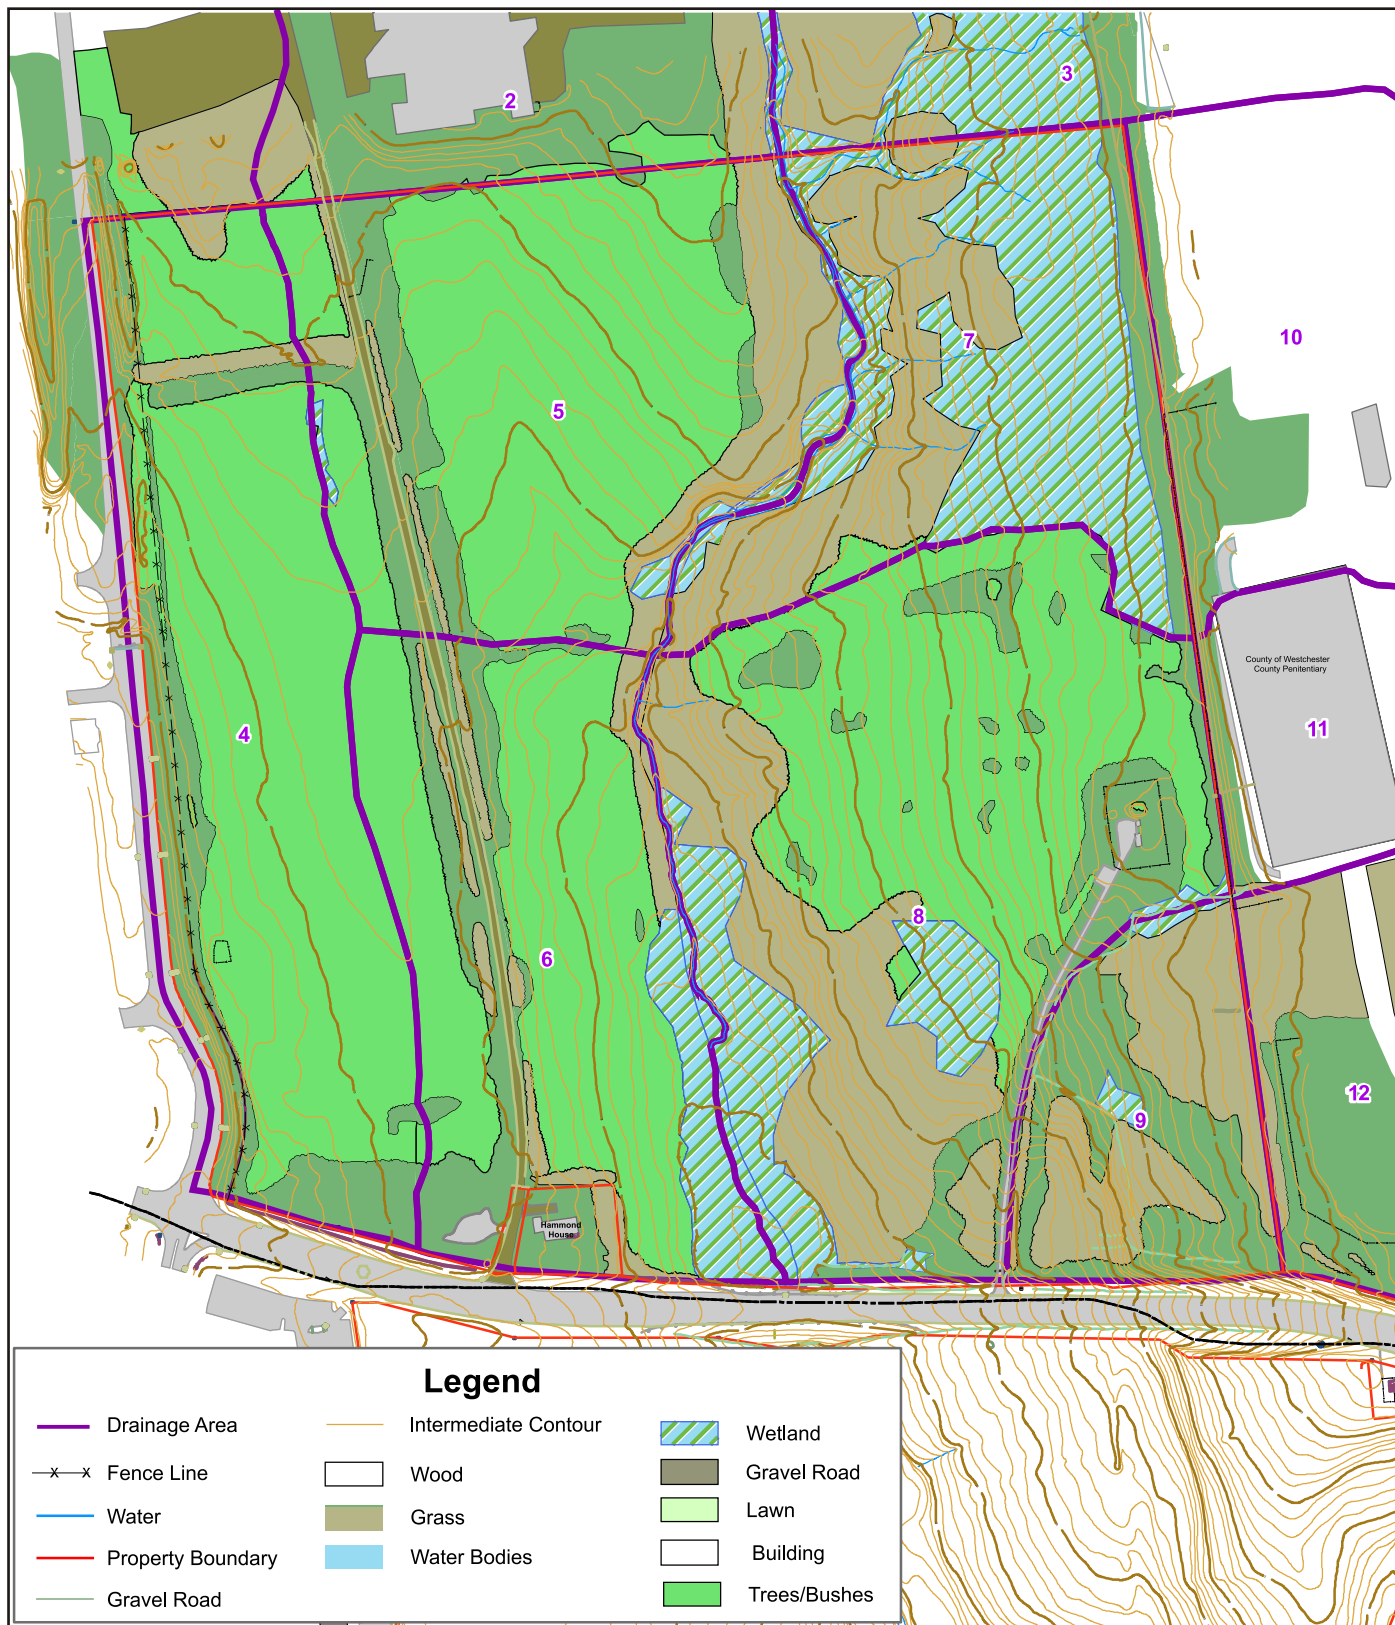 2
3
10
7
5
County of Westchester
County Penitentiary
11
4
8
6
12
9
Hammond
House
Legend
Drainage Area
Fence Line
Water
Property Boundary
Gravel Road
Intermediate Contour
Wood
Grass
Water Bodies
Wetland
Gravel Road
Lawn
Building
Trees/Bushes